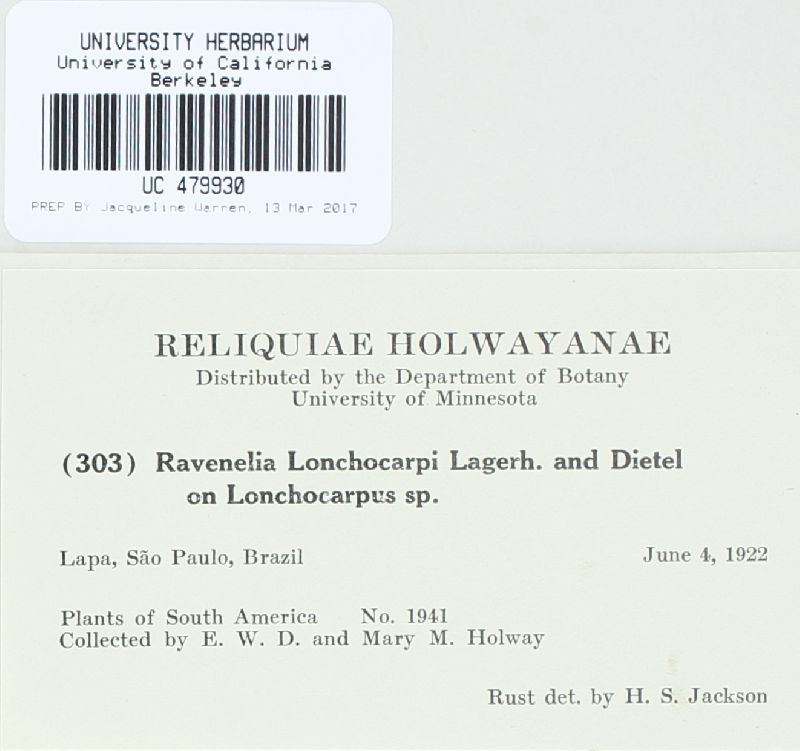 UNIVERSITY HERBARIUM
University of California
Berkeley
UC 479930
PREP BY Jacqueline Warren, 13 Mar 2017
RELIQUIAE HOLWAYANAE
Distributed by the Department of Botany
University of Minnesota
(303) Ravenelia Lonchocarpi Lagerh. and Dietel
on Lonchocarpus sp.
Lapa, São Paulo, Brazil June 4, 1922
Plants of South America No. 1941
Collected by E. W. D. and Mary M. Holway
Rust det. by H. S. Jackson